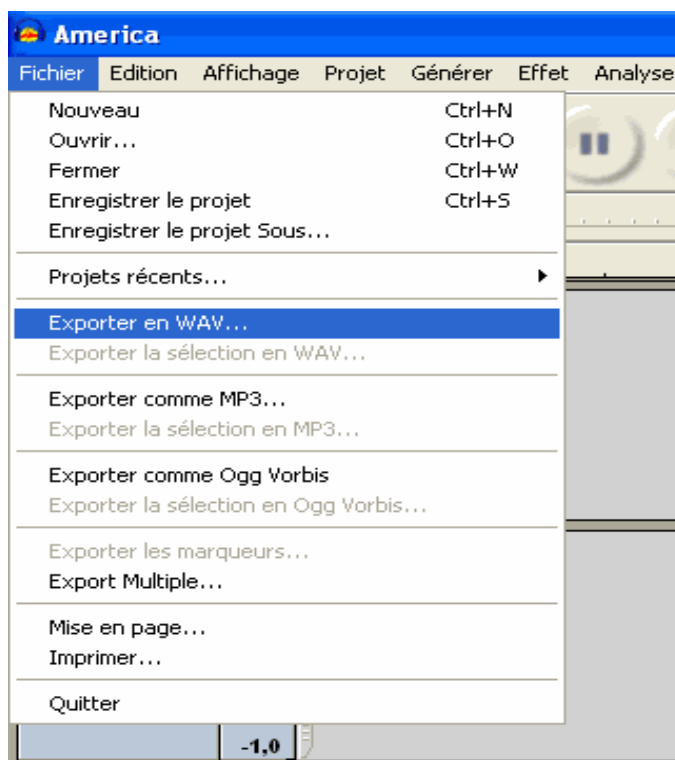 America
Fichier Edition Affichage Projet Générer Effet Analyse
Nouveau Ctrl+N
Ouvrir... Ctrl+O
Fermer Ctrl+W
Enregistrer le projet Ctrl+S
Enregistrer le projet Sous...
Projets récents...
Exporter en WAV...
Exporter la sélection en WAV...
Exporter comme MP3...
Exporter la sélection en MP3...
Exporter comme Ogg Vorbis
Exporter la sélection en Ogg Vorbis...
Exporter les marqueurs...
Export Multiple...
Mise en page...
Imprimer...
Quitter
-1,0